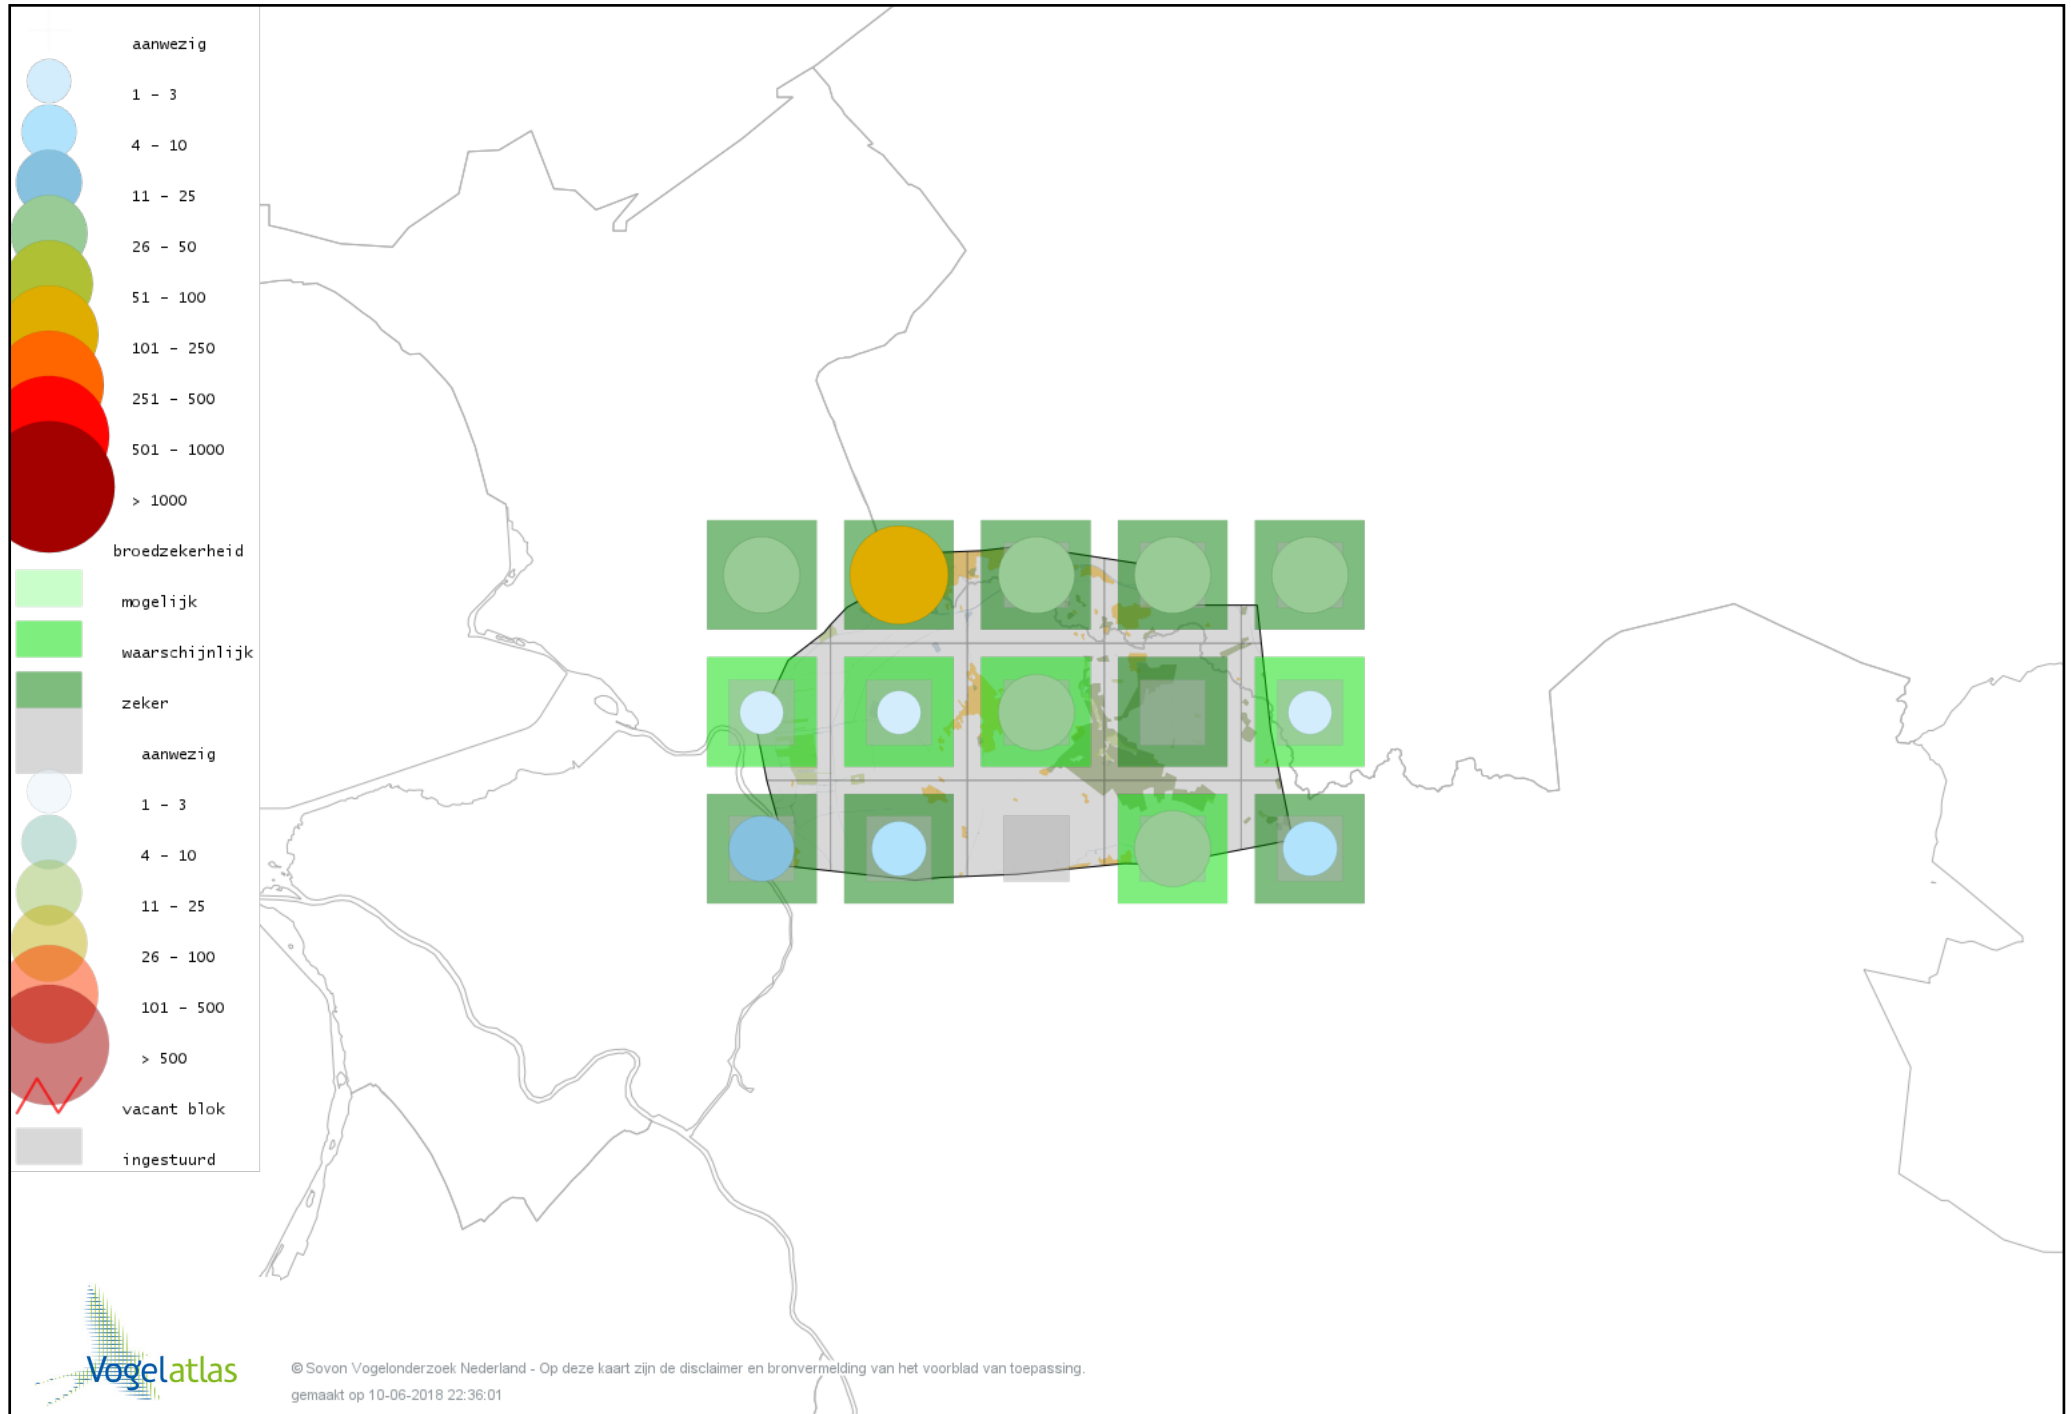 aanwezig
1 - 3
4 - 10
11 - 25
26 - 50
51 - 100
101 - 250
251 - 500
501 - 1000
> 1000
broedzekerheid
mogelijk
waarschijnlijk
zeker
aanwezig
1 - 3
4 - 10
11 - 25
26 - 100
101 - 500
> 500
vacant blok
ingestuurd
Vogelatlas
© Sovon Vogelonderzoek Nederland - Op deze kaart zijn de disclaimer en bronvermelding van het voorblad van toepassing.
gemaakt op 10-06-2018 22:36:01